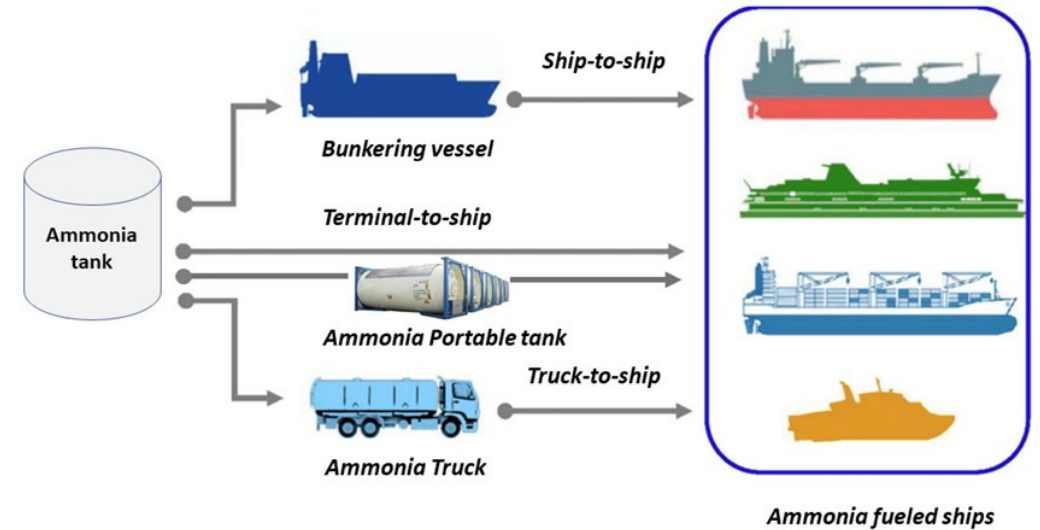 Ship-to-ship
Bunkering vessel
Terminal-to-ship
Ammonia
tank
Ammonia Portable tank
Truck-to-ship
Ammonia Truck
Ammonia fueled ships